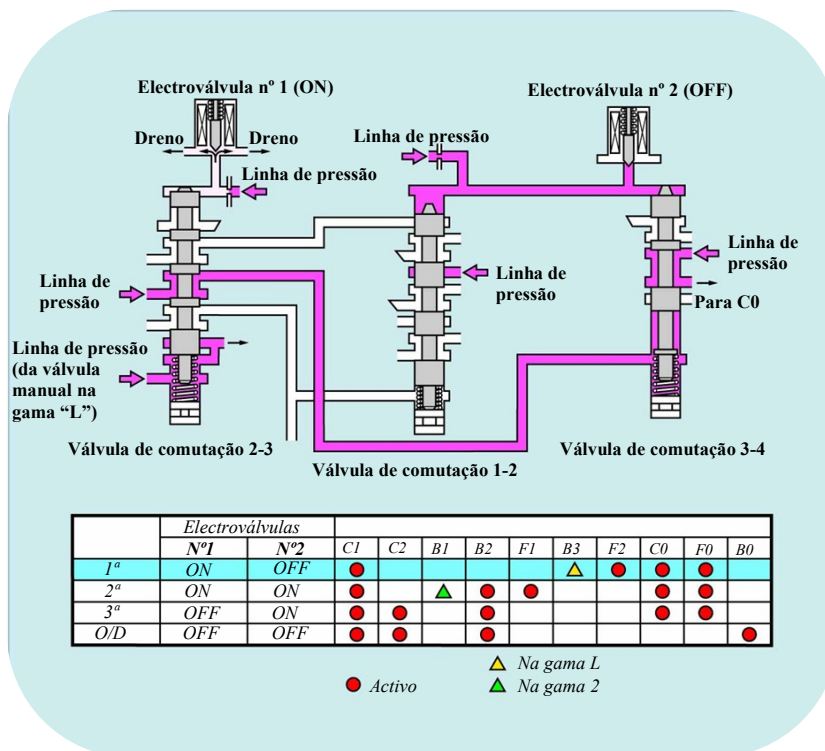 Electroválvula nº 1 (ON)
Electroválvula nº 2 (OFF)
Dreno
Dreno
Linha de pressão
Linha de pressão
Linha de
pressão
Linha de
pressão
Linha de
pressão
Para C0
Linha de pressão
(da válvula
manual na
gama “L”)
Válvula de comutação 2-3
Válvula de comutação 1-2
Válvula de comutação 3-4
Electroválvulas
Nº1 Nº2 C1 C2 B1 B2 F1 B3 F2 C0 F0 B0
1ª ON OFF
2ª ON ON
3ª OFF ON
O/D OFF OFF
Na gama L
Activo
Na gama 2